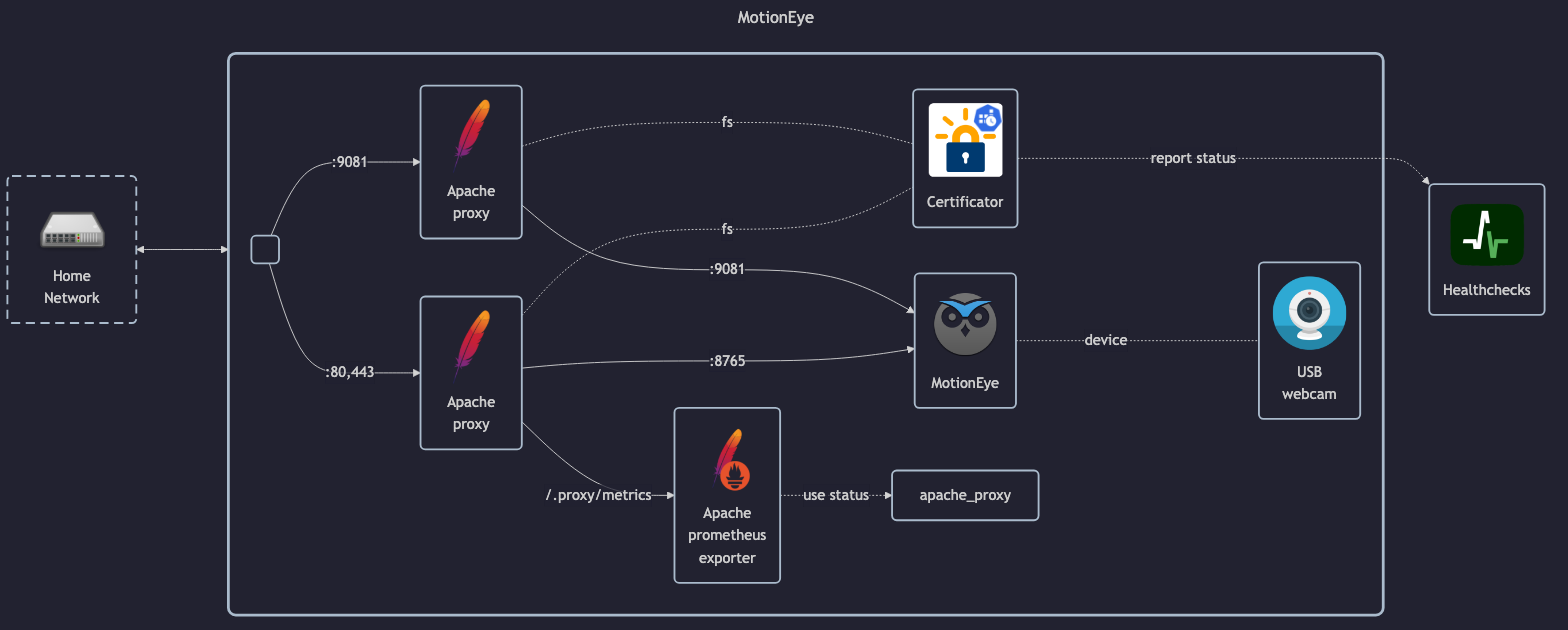 MotionEye
Home
Network
:9081
:80,443
Apache
proxy
Apache
proxy
fs
fs
:9081
:8765
/.proxy/metrics
Apache
prometheus
exporter
use status
apache_proxy
Certificator
MotionEye
device
USB
webcam
report status
Healthchecks